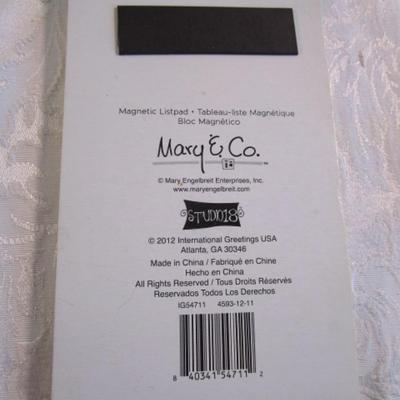 Magnetic Listpad • Tableau-liste Magnétique
Bloc Magnético
Mary & Co.
© Mary Engelbreit Enterprises, Inc.
www.maryengelbreit.com
STUDIO18
© 2012 International Greetings USA
Atlanta, GA 30346
Made in China / Fabriqué en Chine
Hecho en China
All Rights Reserved / Tous Droits Réservés
Reservados Todos Los Derechos
IG54711 4593-12-11
8 40341 54711 2